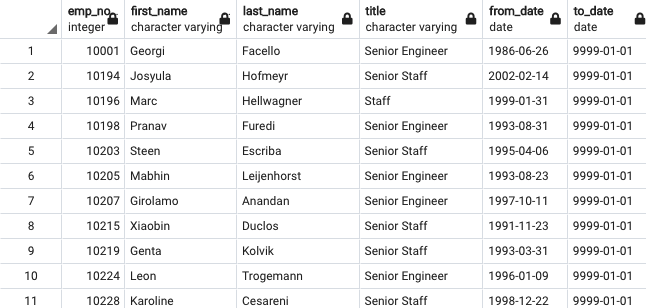 emp_no first_name last_name title from_date to_date
integer character varying character varying character varying date date
1 10001 Georgi Facello Senior Engineer 1986-06-26 9999-01-01
2 10194 Josyula Hofmeyr Senior Staff 2002-02-14 9999-01-01
3 10196 Marc Hellwagner Staff 1999-01-31 9999-01-01
4 10198 Pranav Furedi Senior Engineer 1993-08-31 9999-01-01
5 10203 Steen Escriba Senior Staff 1995-04-06 9999-01-01
6 10205 Mabhin Leijenhorst Senior Engineer 1993-08-23 9999-01-01
7 10207 Girolamo Anandan Senior Engineer 1997-10-11 9999-01-01
8 10215 Xiaobin Duclos Senior Staff 1991-11-23 9999-01-01
9 10219 Genta Kolvik Senior Staff 1993-03-31 9999-01-01
10 10224 Leon Trogemann Senior Engineer 1996-01-09 9999-01-01
11 10228 Karoline Cesareni Senior Staff 1998-12-22 9999-01-01